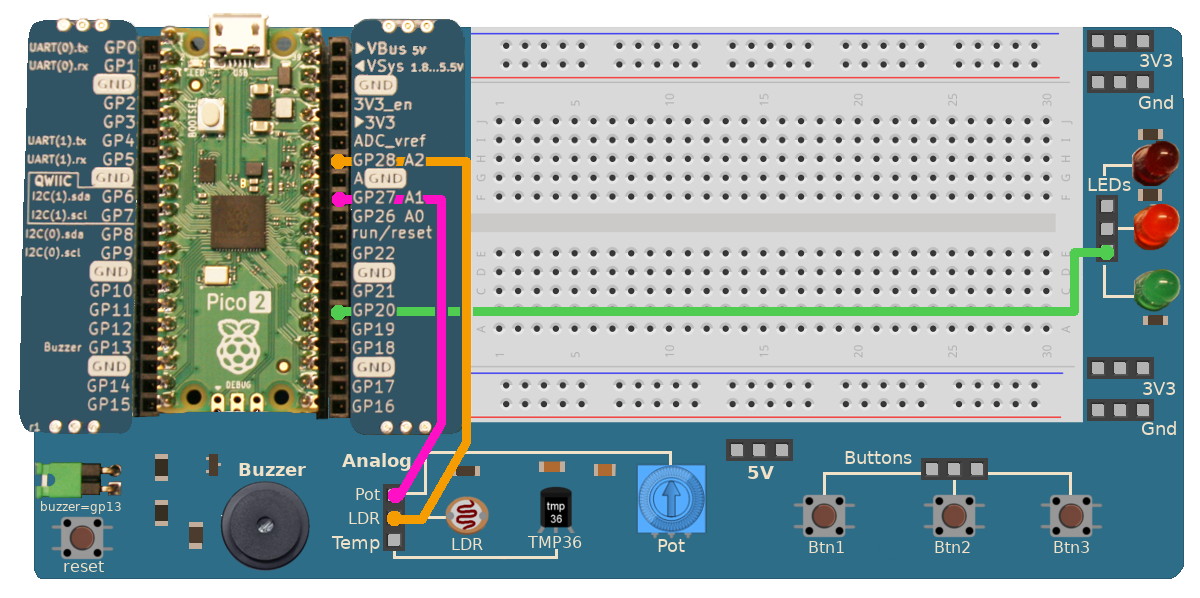 UART(0).tx GP0
UART(0).rx GP1
GND
GP2
GP3
UART(1).tx GP4
UART(1).rx GP5
QWIIC GND
I2C(1).sda GP6
I2C(1).scl GP7
I2C(0).sda GP8
I2C(0).scl GP9
GND
GP10
GP11
GP12
Buzzer GP13
GND
GP14
GP15
r1
LED
USB
BOOTSEL
Pico 2
DEBUG
▶VBus 5V
◀VSys 1.8...5.5V
GND
3V3_en
▶3V3
ADC_vref
GP28 A2
A GND
GP27 A1
GP26 A0
run/reset
GP22
GND
GP21
GP20
GP19
GP18
GND
GP17
GP16
1 5 10 15 20 25 30
J
I
H
G
F
E
D
C
A
1 5 10 15 20 25 30
J
I
H
G
F
E
D
C
A
3V3
Gnd
LEDs
3V3
Gnd
buzzer=gp13
reset
Buzzer
Analog
Pot
LDR
Temp
LDR
tmp
36
TMP36
Pot
5V
Buttons
Btn1
Btn2
Btn3